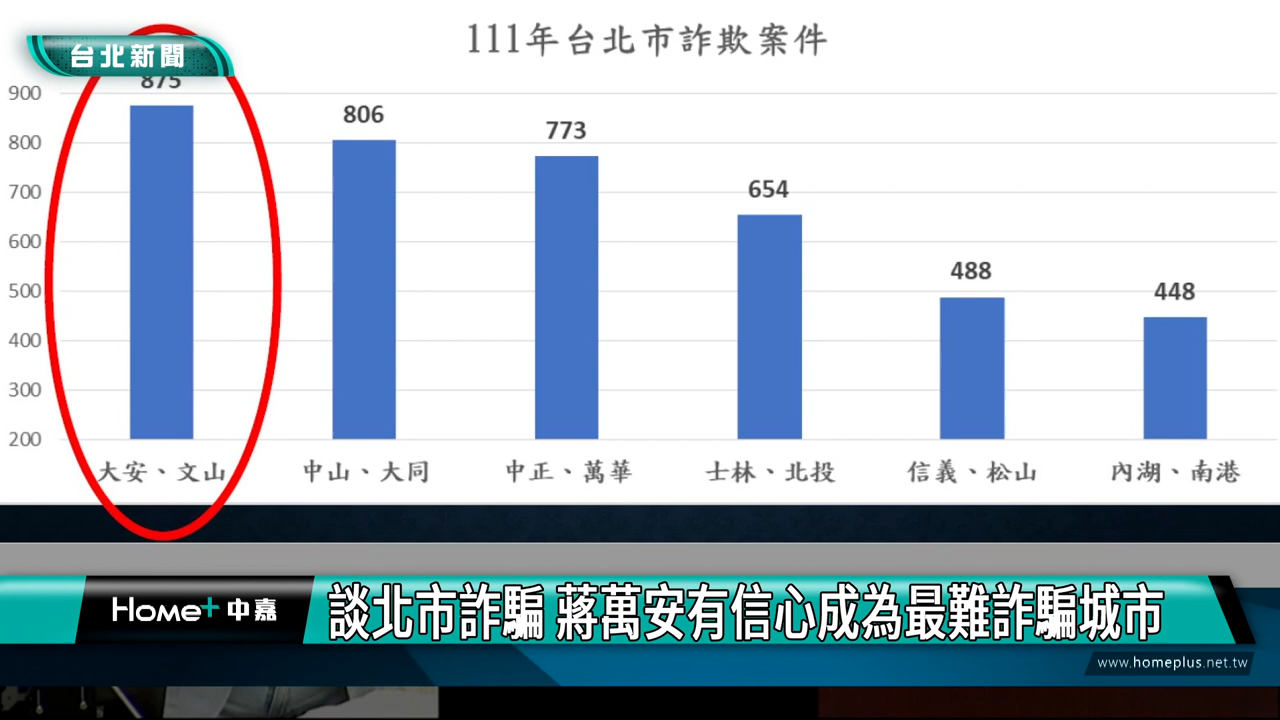 111年台北市詐欺案件
台北新聞
875
806
773
654
488
448
900
800
700
600
500
400
300
200
大安、文山
中山、大同
中正、萬華
士林、北投
信義、松山
內湖、南港
Home+中嘉
談北市詐騙 蔣萬安有信心成為最難詐騙城市
www.homeplus.net.tw